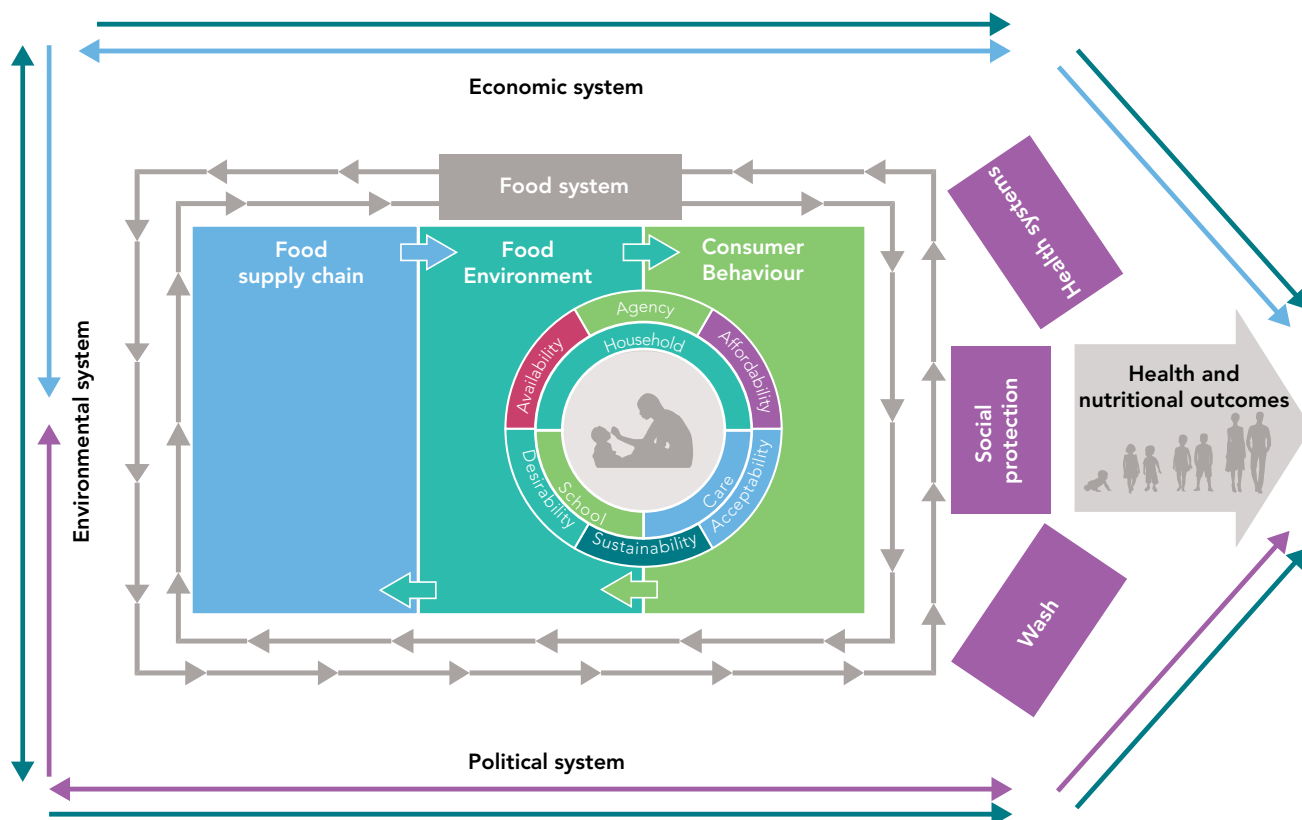 Economic system
Food system
Food
supply chain
Food
Environment
Consumer
Behaviour
Agency
Availability
Affordability
Household
Desirability
School
Care
Acceptability
Sustainability
Environmental system
Health systems
Social
protection
Wash
Health and
nutritional outcomes
Political system